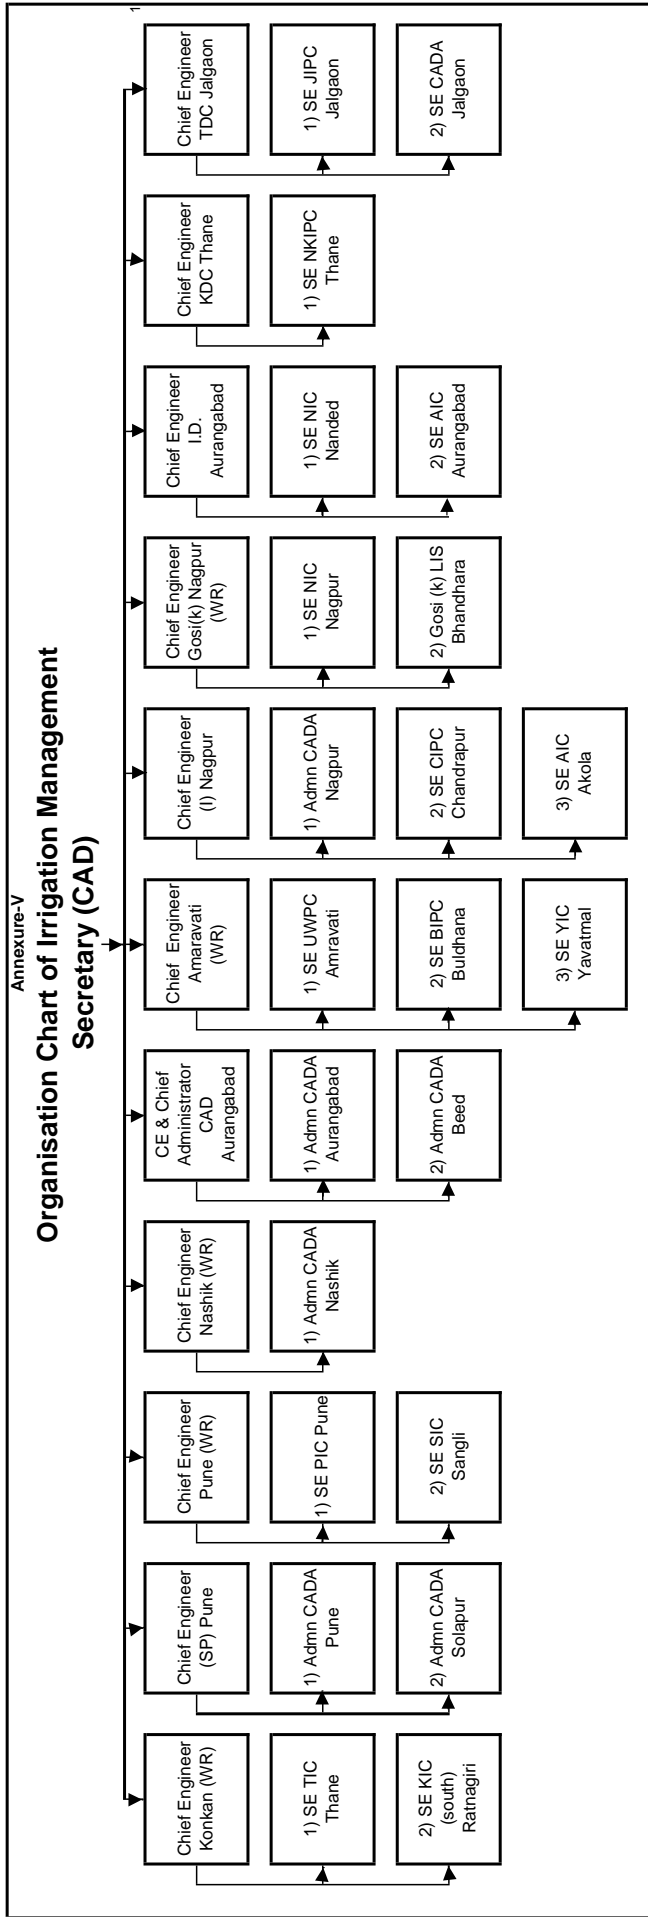 Annexure-V
Organisation Chart of Irrigation Management
Secretary (CAD)
Chief Engineer
Konkan (WR)
1) SE TIC
Thane
2) SE KIC
(south)
Ratnagiri
Chief Engineer
(SP) Pune
1) Admn CADA
Pune
2) Admn CADA
Solapur
Chief Engineer
Pune (WR)
1) SE PIC Pune
2) SE SIC
Sangli
Chief Engineer
Nashik (WR)
1) Admn CADA
Nashik
CE & Chief
Administrator
CAD
Aurangabad
1) Admn CADA
Aurangabad
2) Admn CADA
Beed
Chief Engineer
Amaravati
(WR)
1) SE UWPC
Amravati
2) SE BIPC
Buldhana
3) SE YIC
Yavatmal
Chief Engineer
(I) Nagpur
1) Admn CADA
Nagpur
2) SE CIPC
Chandrapur
3) SE AIC
Akola
Chief Engineer
Gosi(k) Nagpur
(WR)
1) SE NIC
Nagpur
2) Gosi (k) LIS
Bhandhara
Chief Engineer
I.D.
Aurangabad
1) SE NIC
Nanded
2) SE AIC
Aurangabad
Chief Engineer
KDC Thane
1) SE NKIPC
Thane
Chief Engineer
TDC Jalgaon
1) SE JIPC
Jalgaon
2) SE CADA
Jalgaon
1